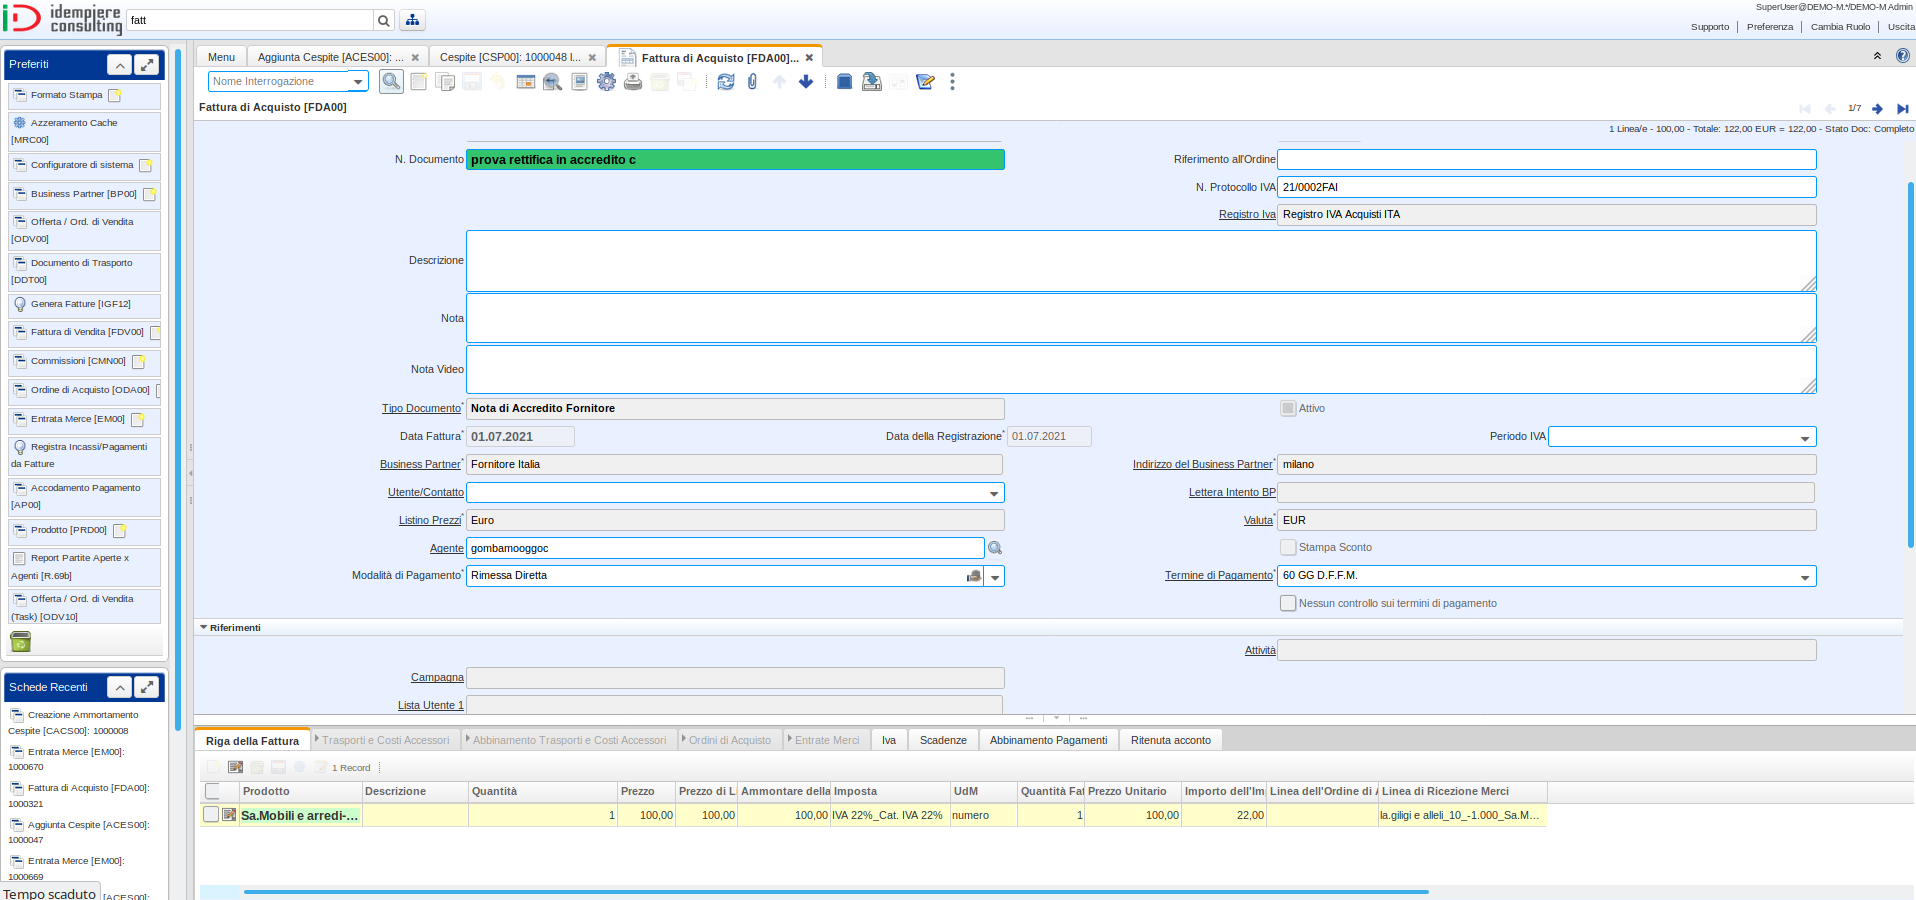 SuperUser@DEMO-M.*/DEMO-M Admin
idempiere
consulting
fatt
Supporto
Preferenza
Cambia Ruolo
Uscita
Preferiti
Formato Stampa
Azzeramento Cache
[MRC00]
Configuratore di sistema
Business Partner [BP00]
Offerta / Ord. di Vendita
[ODV00]
Documento di Trasporto
[DDT00]
Genera Fatture [IGF12]
Fattura di Vendita [FDV00]
Commissioni [CMN00]
Ordine di Acquisto [ODA00]
Entrata Merce [EM00]
Registra Incassi/Pagamenti
da Fatture
Accodamento Pagamento
[AP00]
Prodotto [PRD00]
Report Partite Aperte x
Agenti [R.69b]
Offerta / Ord. di Vendita
(Task) [ODV10]
Schede Recenti
Creazione Ammortamento
Cespite [CACS00]: 1000008
Entrata Merce [EM00]:
1000670
Fattura di Acquisto [FDA00]:
1000321
Aggiunta Cespite [ACES00]:
1000047
Entrata Merce [EM00]:
1000669
[ACES00]:
Tempo scaduto
Menu
Aggiunta Cespite [ACES00]: ...
Cespite [CSP00]: 1000048 l...
Fattura di Acquisto [FDA00]...
Nome Interrogazione
Fattura di Acquisto [FDA00]
1/7
1 Linea/e - 100,00 - Totale: 122,00 EUR = 122,00 - Stato Doc: Completo
N. Documento prova rettifica in accredito c
Riferimento all'Ordine
N. Protocollo IVA 21/0002FAI
Registro Iva Registro IVA Acquisti ITA
Descrizione
Nota
Nota Video
Tipo Documento* Nota di Accredito Fornitore
Attivo
Data Fattura* 01.07.2021
Data della Registrazione* 01.07.2021
Periodo IVA
Business Partner* Fornitore Italia
Indirizzo del Business Partner* milano
Utente/Contatto
Lettera Intento BP
Listino Prezzi* Euro
Valuta* EUR
Agente gombamooggoc
Stampa Sconto
Modalità di Pagamento* Rimessa Diretta
Termine di Pagamento* 60 GG D.F.F.M.
Nessun controllo sui termini di pagamento
Riferimenti
Attività
Campagna
Lista Utente 1
Riga della Fattura
Trasporti e Costi Accessori
Abbinamento Trasporti e Costi Accessori
Ordini di Acquisto
Entrate Merci
Iva
Scadenze
Abbinamento Pagamenti
Ritenuta acconto
1 Record
Prodotto Descrizione Quantità Prezzo Prezzo di Li Ammontare della Imposta UdM Quantità Fat Prezzo Unitario Importo dell'Im Linea dell'Ordine di A Linea di Ricezione Merci
Sa.Mobili e arredi-... 1 100,00 100,00 100,00 IVA 22%_Cat. IVA 22% numero 1 100,00 22,00 la.giligi e alleli_10_-1.000_Sa.M...